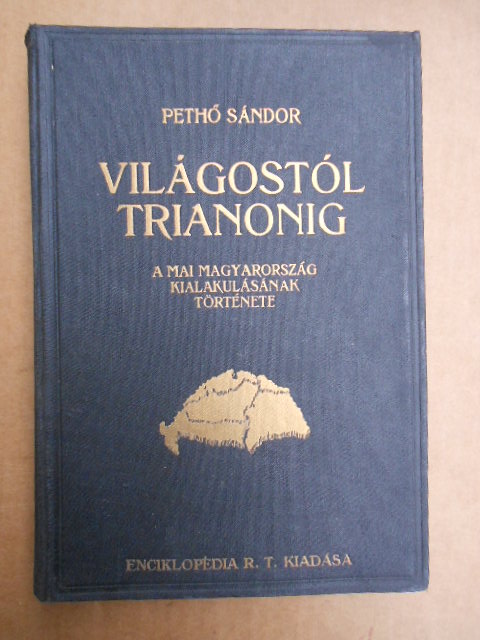 PETHŐ SÁNDOR
VILÁGOSTÓL
TRIANONIG
A MAI MAGYARORSZÁG
KIALAKULÁSÁNAK
TÖRTÉNETE
ENCIKLOPÉDIA R. T. KIADÁSA